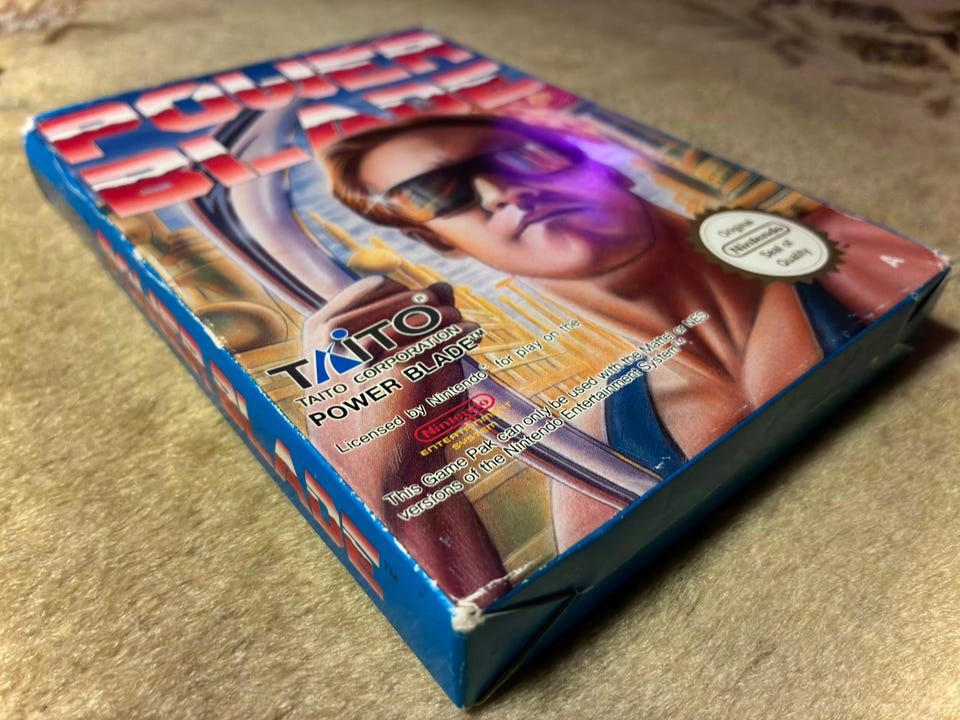 POWER
BLADE
Original
Nintendo
Seal of
Quality
A
TAITO®
TAITO CORPORATION
POWER BLADE™
Licensed by Nintendo® for play on the
Nintendo
ENTERTAINMENT
SYSTEM
This Game Pak can only be used with the Mattel or NES
versions of the Nintendo Entertainment System™.
POWER BLADE™